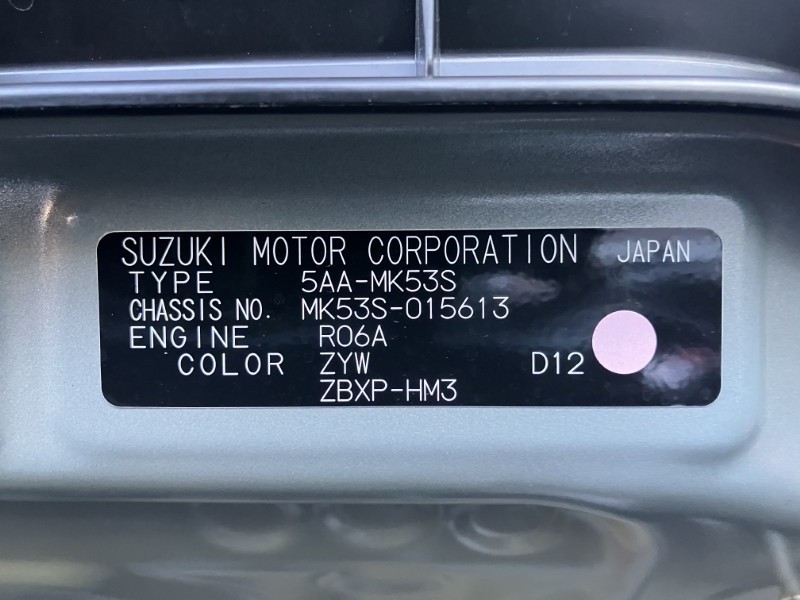 SUZUKI MOTOR CORPORATION JAPAN
TYPE 5AA-MK53S
CHASSIS NO. MK53S-015613
ENGINE R06A
COLOR ZYW D12
ZBXP-HM3